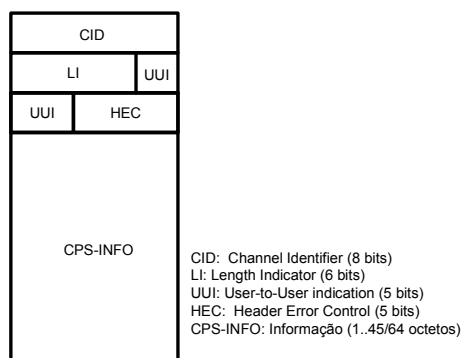 CID
LI UUI
UUI HEC
CPS-INFO
CID: Channel Identifier (8 bits)
LI: Length Indicator (6 bits)
UUI: User-to-User indication (5 bits)
HEC: Header Error Control (5 bits)
CPS-INFO: Informação (1..45/64 octetos)